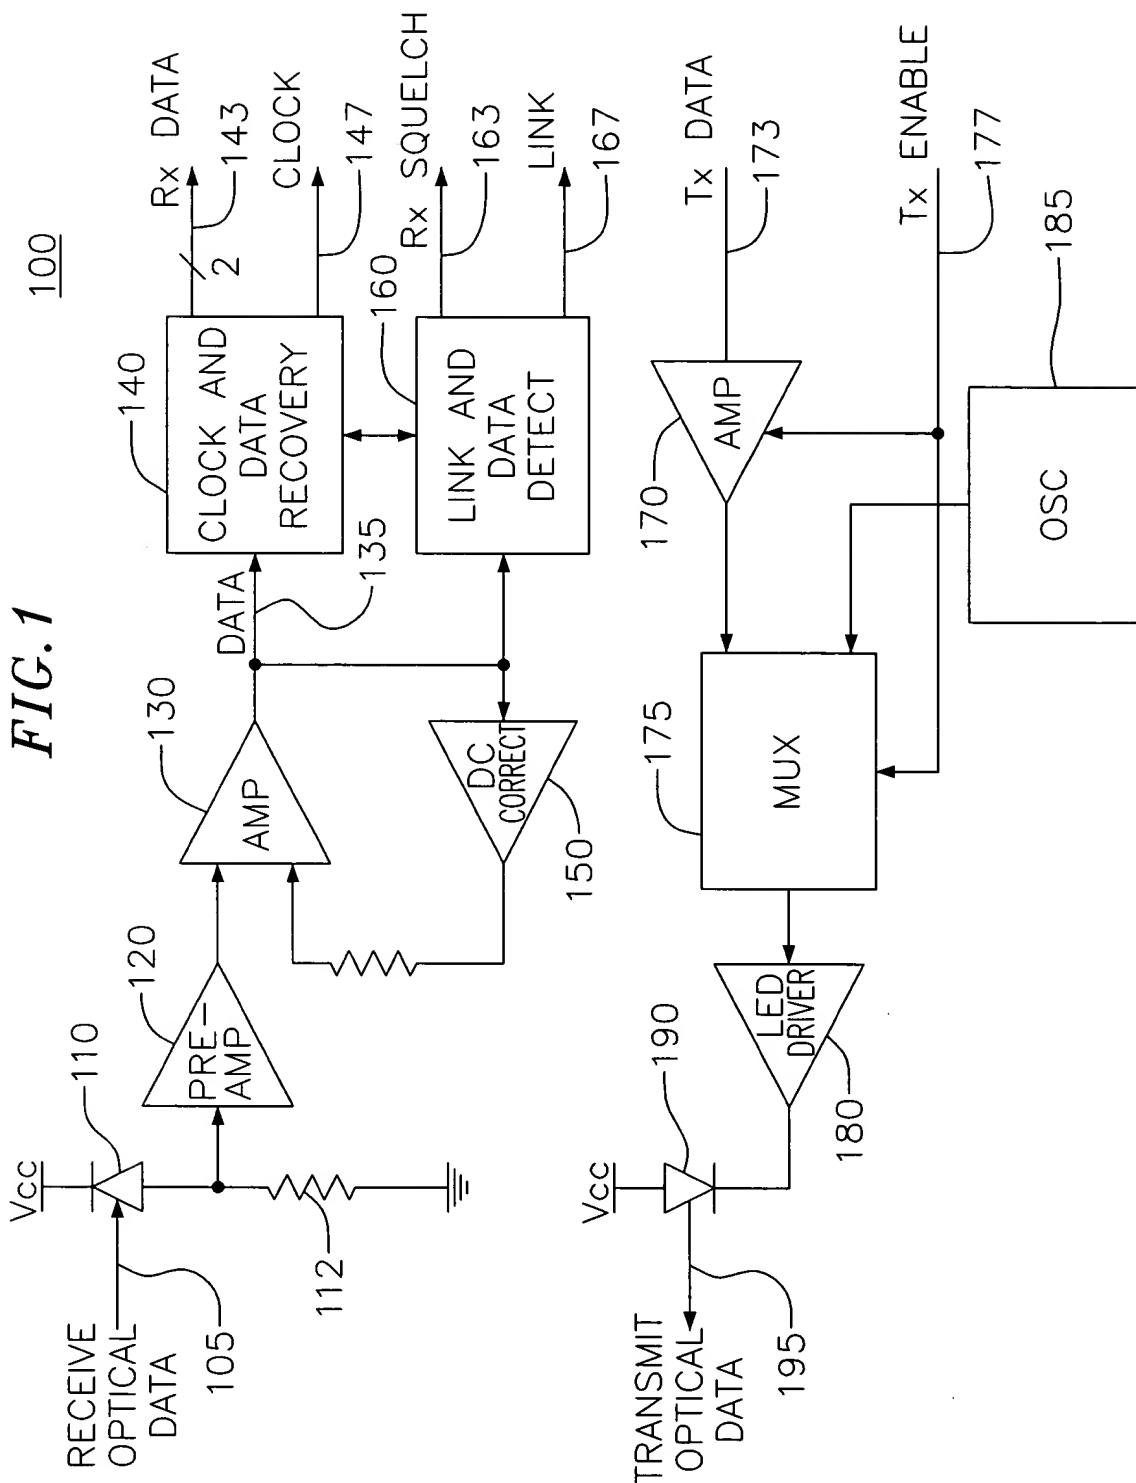 FIG.1
100
Vcc
110
RECEIVE
OPTICAL
DATA
105
112
120
PRE-
AMP
130
AMP
DATA
135
140
CLOCK AND
DATA
RECOVERY
Rx DATA
143
2
CLOCK
147
DC
CORRECT
150
160
LINK AND
DATA
DETECT
Rx SQUELCH
163
LINK
167
Vcc
190
TRANSMIT
OPTICAL
DATA
195
LED
DRIVER
180
175
MUX
170
AMP
Tx DATA
173
Tx ENABLE
177
OSC
185